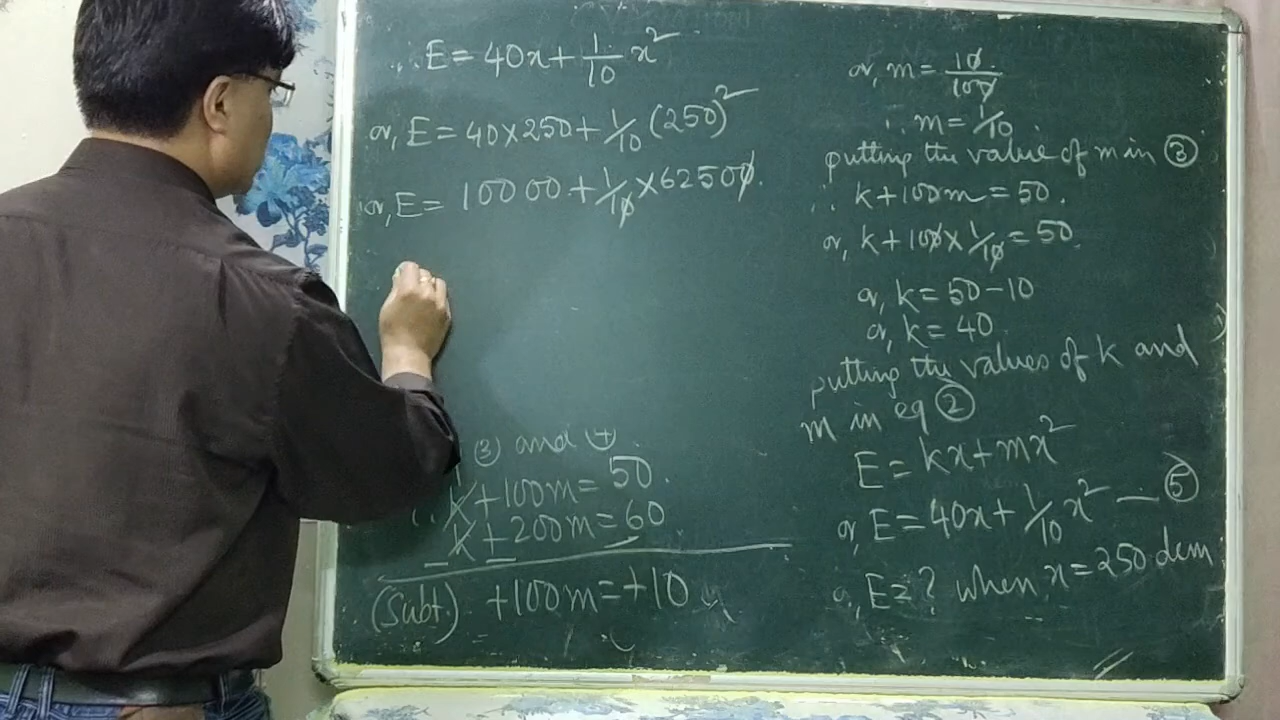 ∴ E = 40x + 1/10 x²
or, E = 40 × 250 + 1/10 (250)²
or, E = 10000 + 1/10 × 62500.
③ and ④.
∴ k + 100m = 50.
k + 200m = 60
− − −
(Subt) +100m = +10
or, m = 10/100
∴ m = 1/10
putting the value of m in ③
∴ k + 100m = 50.
or, k + 100 × 1/10 = 50.
or, k = 50 − 10
or, k = 40
putting the values of k and
m in eq ②
E = kx + mx²
or, E = 40x + 1/10 x² — ⑤
E = ? when x = 250 dcm